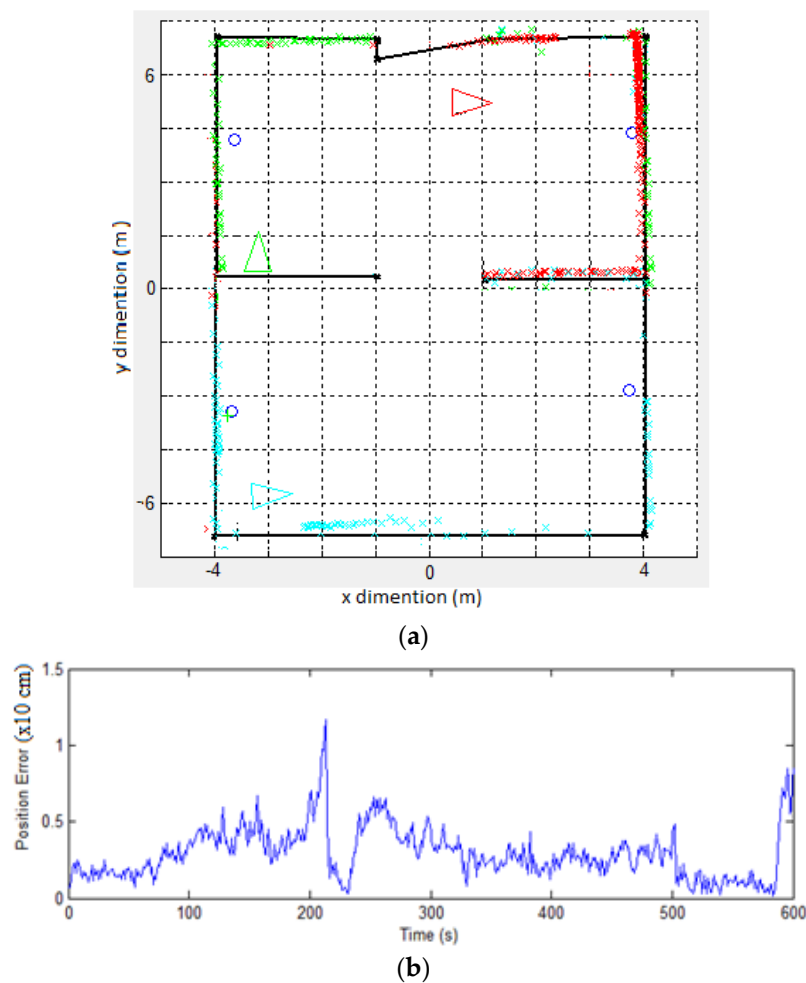 6
0
-6
y dimention (m)
-4 0 4
x dimention (m)
(a)
1.5
1
0.5
0
Position Error (x10 cm)
0 100 200 300 400 500 600
Time (s)
(b)